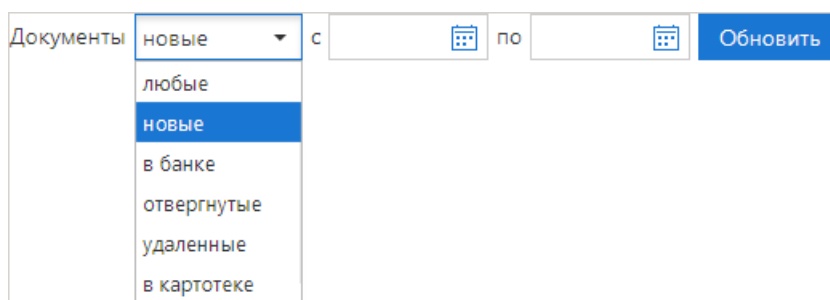 Документы новые с по Обновить
любые
новые
в банке
отвергнутые
удаленные
в картотеке